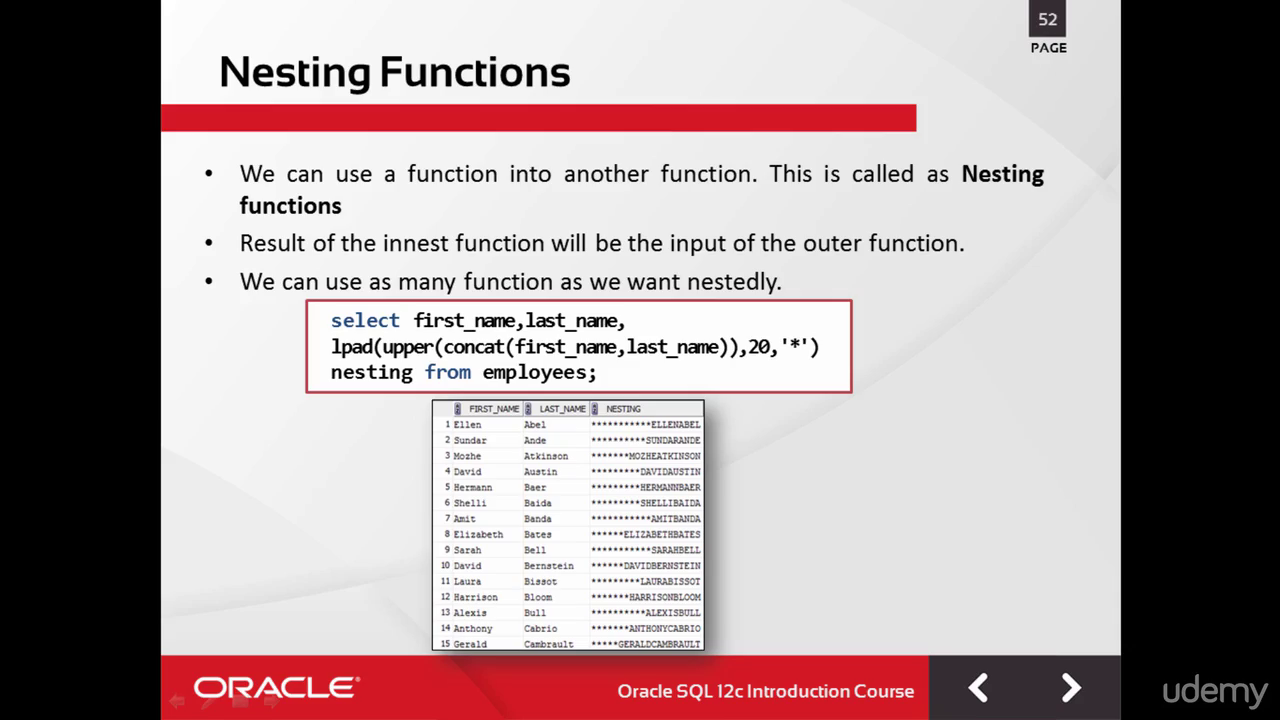 52
PAGE
Nesting Functions
• We can use a function into another function. This is called as Nesting
functions
• Result of the innest function will be the input of the outer function.
• We can use as many function as we want nestedly.
select first_name,last_name,
lpad(upper(concat(first_name,last_name)),20,'*')
nesting from employees;
FIRST_NAME LAST_NAME NESTING
1 Ellen Abel ***********ELLENABEL
2 Sundar Ande **********SUNDARANDE
3 Mozhe Atkinson *******MOZHEATKINSON
4 David Austin *********DAVIDAUSTIN
5 Hermann Baer *********HERMANNBAER
6 Shelli Baida *********SHELLIBAIDA
7 Amit Banda ***********AMITBANDA
8 Elizabeth Bates ******ELIZABETHBATES
9 Sarah Bell ***********SARAHBELL
10 David Bernstein ******DAVIDBERNSTEIN
11 Laura Bissot *********LAURABISSOT
12 Harrison Bloom *******HARRISONBLOOM
13 Alexis Bull **********ALEXISBULL
14 Anthony Cabrio *******ANTHONYCABRIO
15 Gerald Cambrault *****GERALDCAMBRAULT
ORACLE®
Oracle SQL 12c Introduction Course
udemy